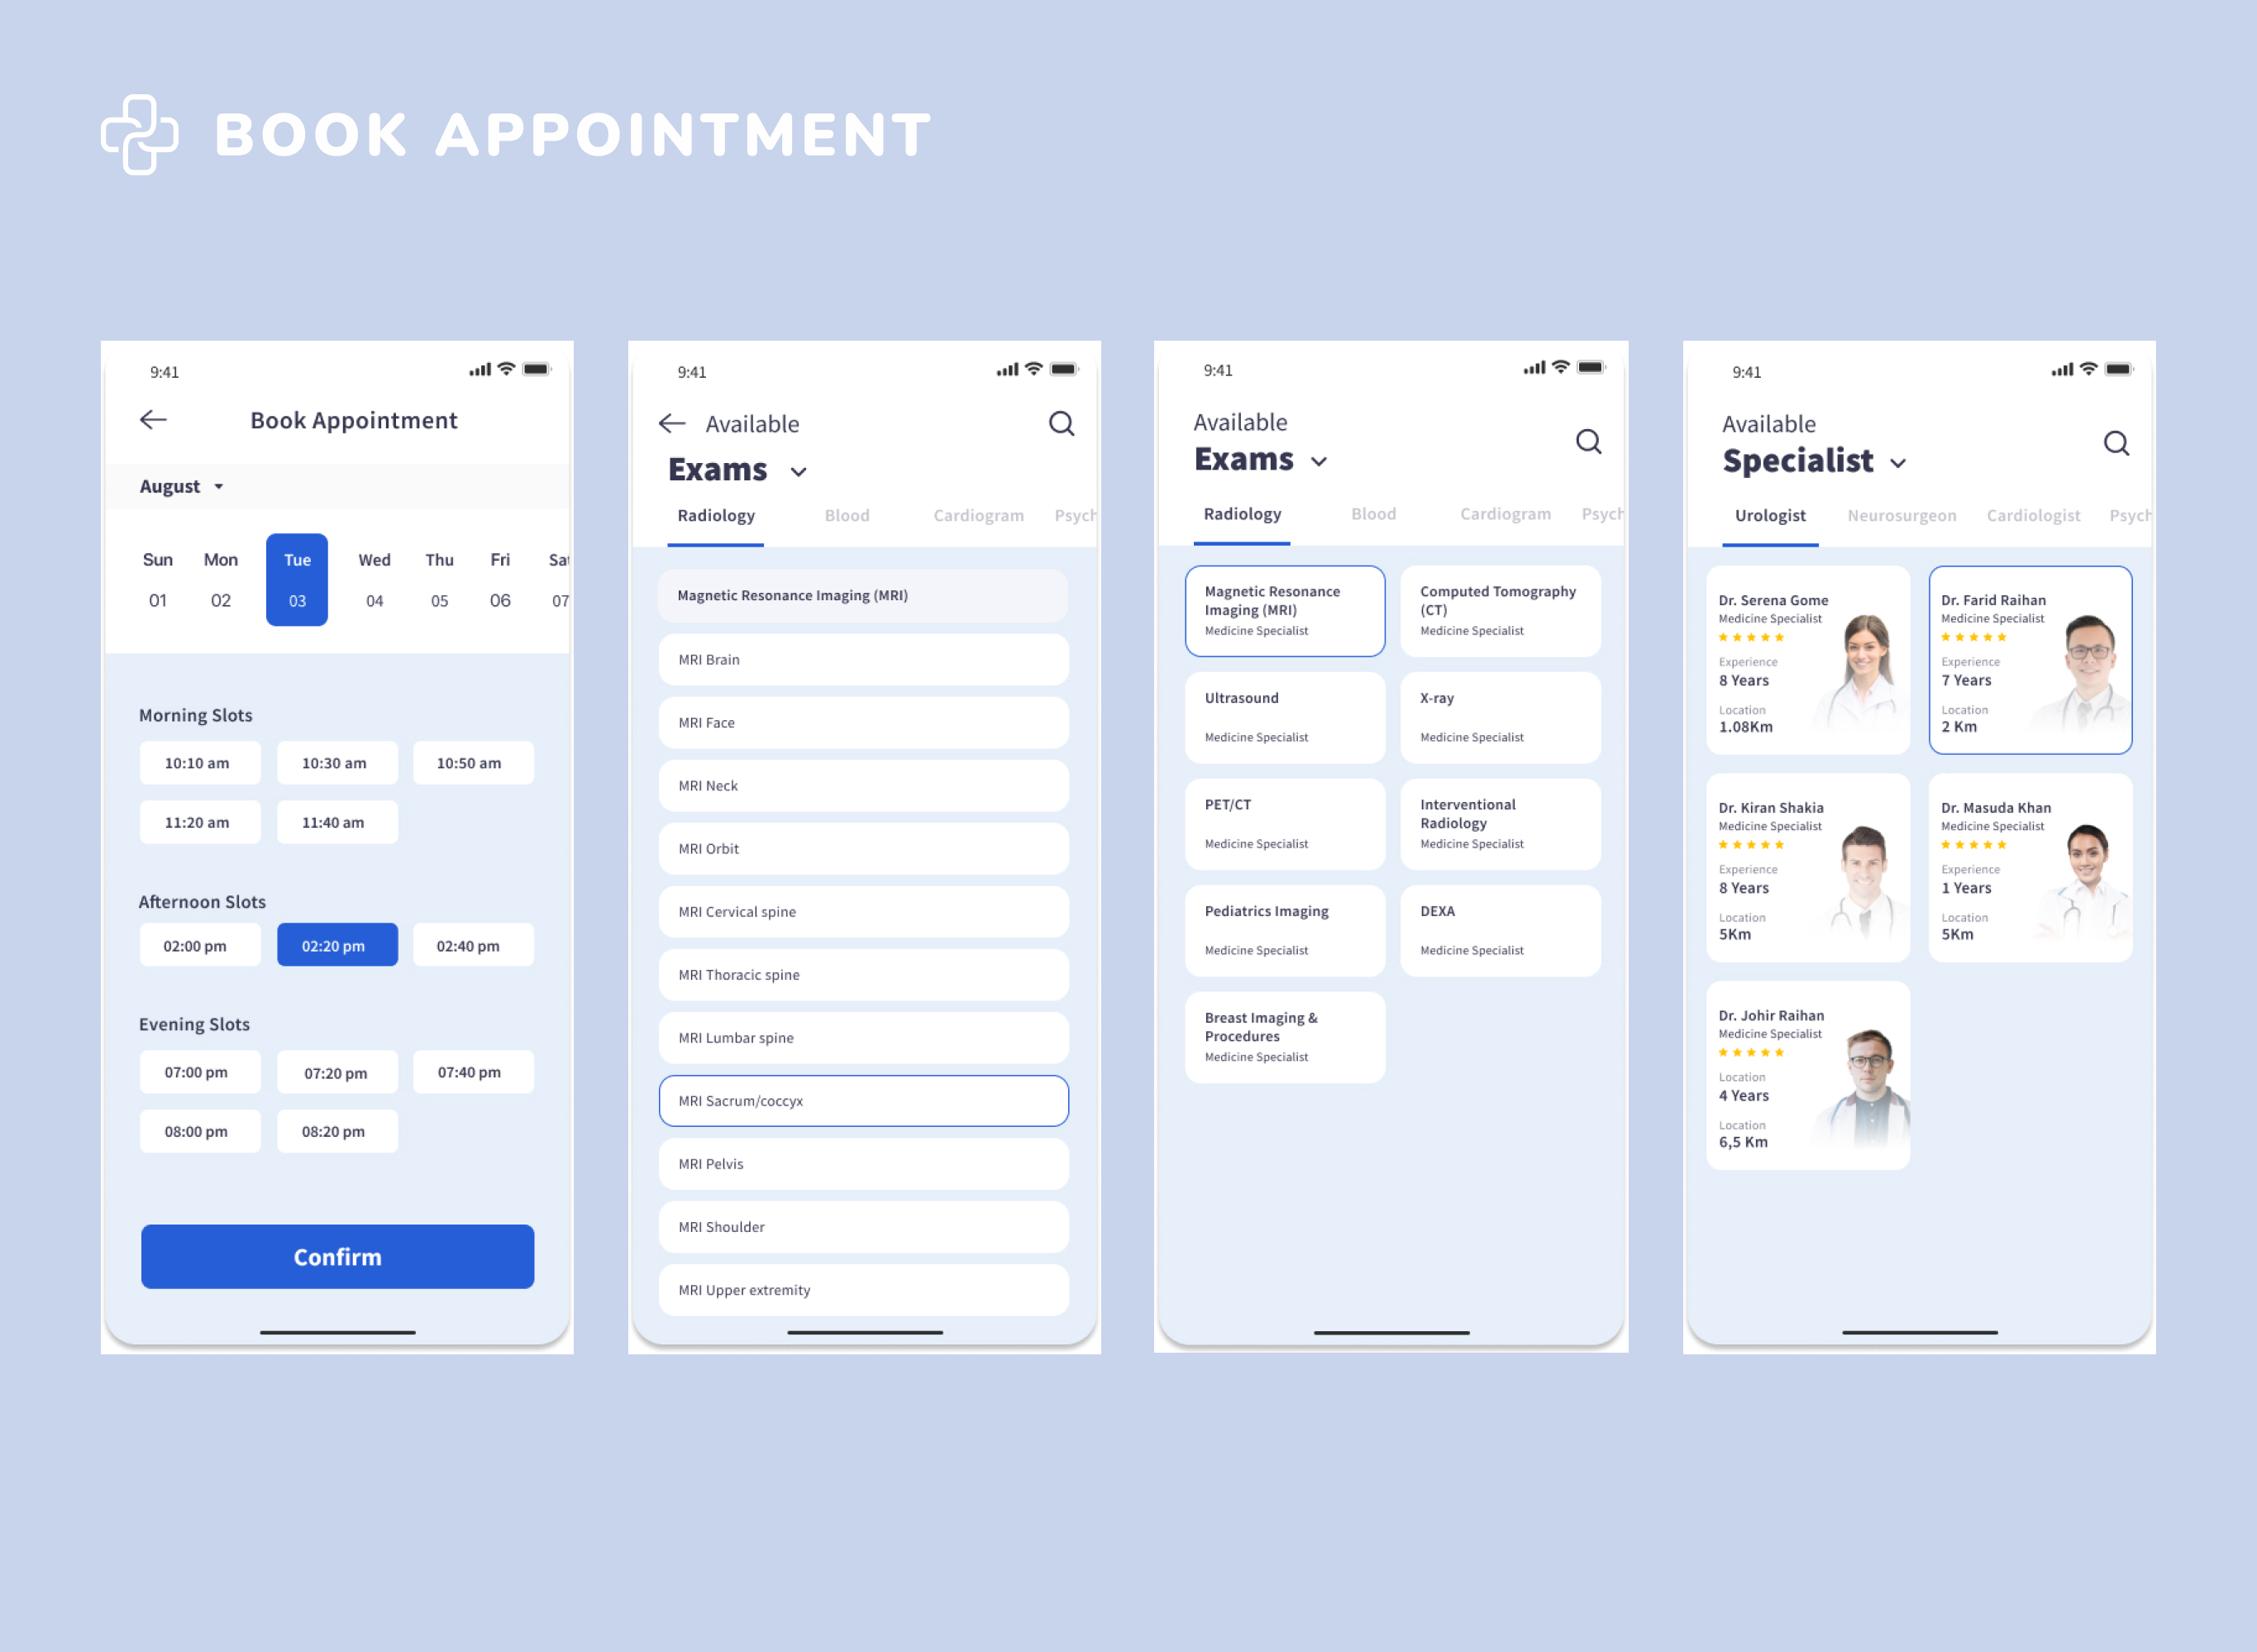 BOOK APPOINTMENT
9:41
Book Appointment
August
Sun Mon Tue Wed Thu Fri Sat
01 02 03 04 05 06 07
Morning Slots
10:10 am 10:30 am 10:50 am
11:20 am 11:40 am
Afternoon Slots
02:00 pm 02:20 pm 02:40 pm
Evening Slots
07:00 pm 07:20 pm 07:40 pm
08:00 pm 08:20 pm
Confirm
9:41
Available
Exams
Radiology Blood Cardiogram Psych
Magnetic Resonance Imaging (MRI)
MRI Brain
MRI Face
MRI Neck
MRI Orbit
MRI Cervical spine
MRI Thoracic spine
MRI Lumbar spine
MRI Sacrum/coccyx
MRI Pelvis
MRI Shoulder
MRI Upper extremity
9:41
Available
Exams
Radiology Blood Cardiogram Psych
Magnetic Resonance
Imaging (MRI)
Medicine Specialist
Computed Tomography
(CT)
Medicine Specialist
Ultrasound
Medicine Specialist
X-ray
Medicine Specialist
PET/CT
Medicine Specialist
Interventional
Radiology
Medicine Specialist
Pediatrics Imaging
Medicine Specialist
DEXA
Medicine Specialist
Breast Imaging &
Procedures
Medicine Specialist
9:41
Available
Specialist
Urologist Neurosurgeon Cardiologist Psych
Dr. Serena Gome
Medicine Specialist
Experience
8 Years
Location
1.08Km
Dr. Farid Raihan
Medicine Specialist
Experience
7 Years
Location
2 Km
Dr. Kiran Shakia
Medicine Specialist
Experience
8 Years
Location
5Km
Dr. Masuda Khan
Medicine Specialist
Experience
1 Years
Location
5Km
Dr. Johir Raihan
Medicine Specialist
Location
4 Years
Location
6,5 Km